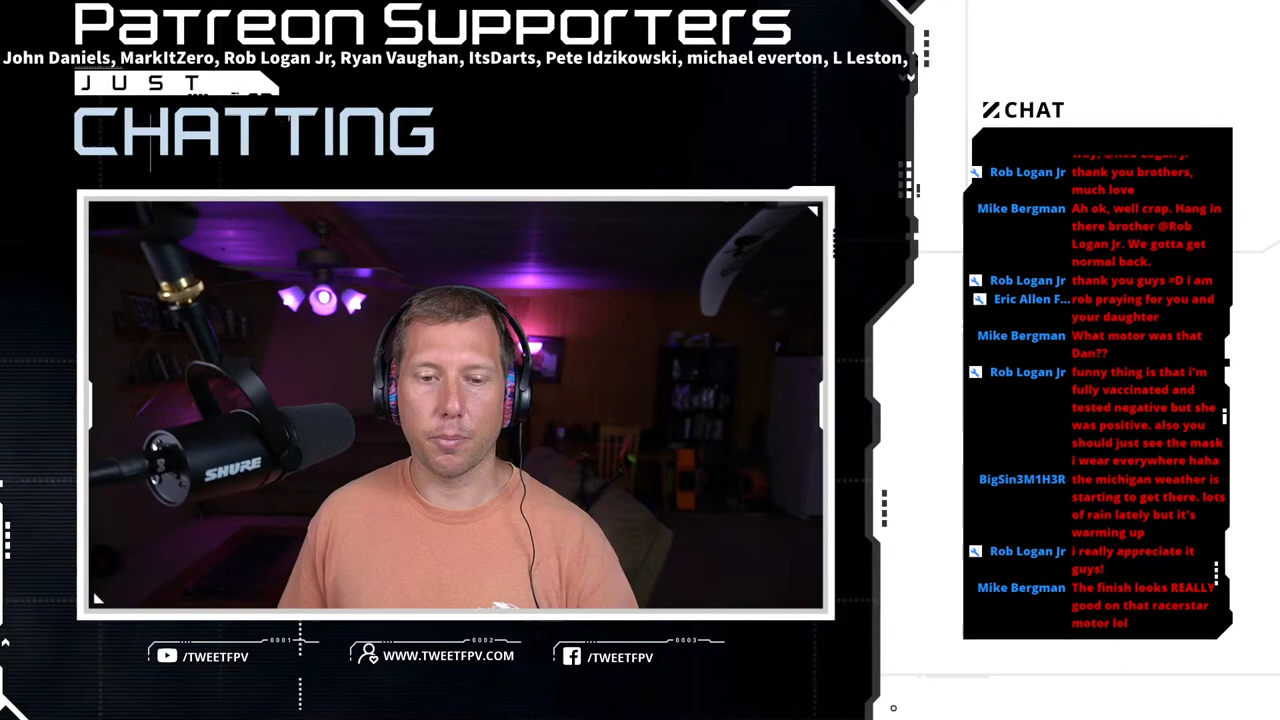 Patreon Supporters
John Daniels, MarkItZero, Rob Logan Jr, Ryan Vaughan, ItsDarts, Pete Idzikowski, michael everton, L Leston,
JUST
CHATTING
SHURE
0001
/TWEETFPV
0002
WWW.TWEETFPV.COM
0003
/TWEETFPV
CHAT
way, @Rob Logan Jr.
Rob Logan Jr thank you brothers,
much love
Mike Bergman Ah ok, well crap. Hang in
there brother @Rob
Logan Jr. We gotta get
normal back.
Rob Logan Jr thank you guys =D i am
Eric Allen F... rob praying for you and
your daughter
Mike Bergman What motor was that
Dan??
Rob Logan Jr funny thing is that i'm
fully vaccinated and
tested negative but she
was positive. also you
should just see the mask
i wear everywhere haha
BigSin3M1H3R the michigan weather is
starting to get there. lots
of rain lately but it's
warming up
Rob Logan Jr i really appreciate it
guys!
Mike Bergman The finish looks REALLY
good on that racerstar
motor lol